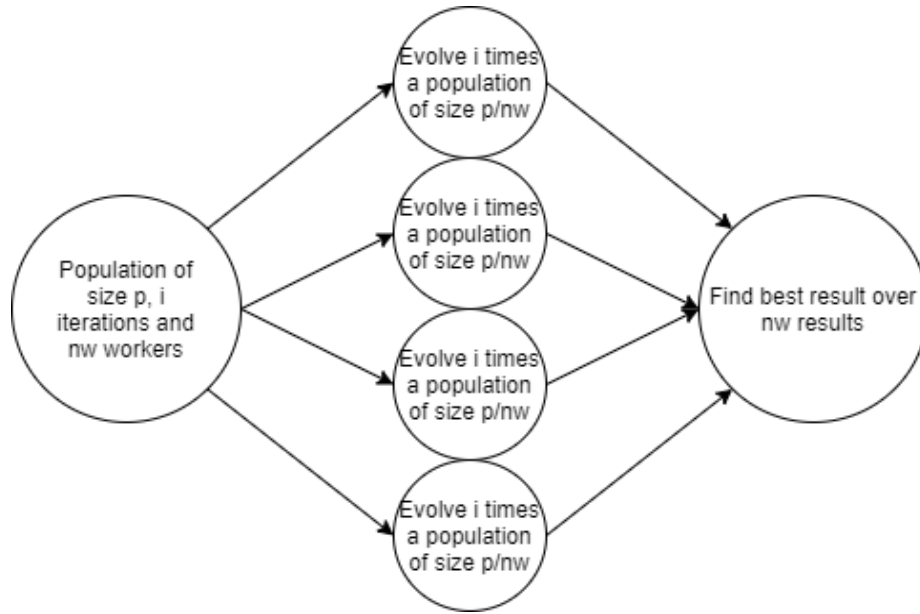 Evolve i times
a population
of size p/nw
Evolve i times
a population
of size p/nw
Population of
size p, i
iterations and
nw workers
Find best result over
nw results
Evolve i times
a population
of size p/nw
Evolve i times
a population
of size p/nw